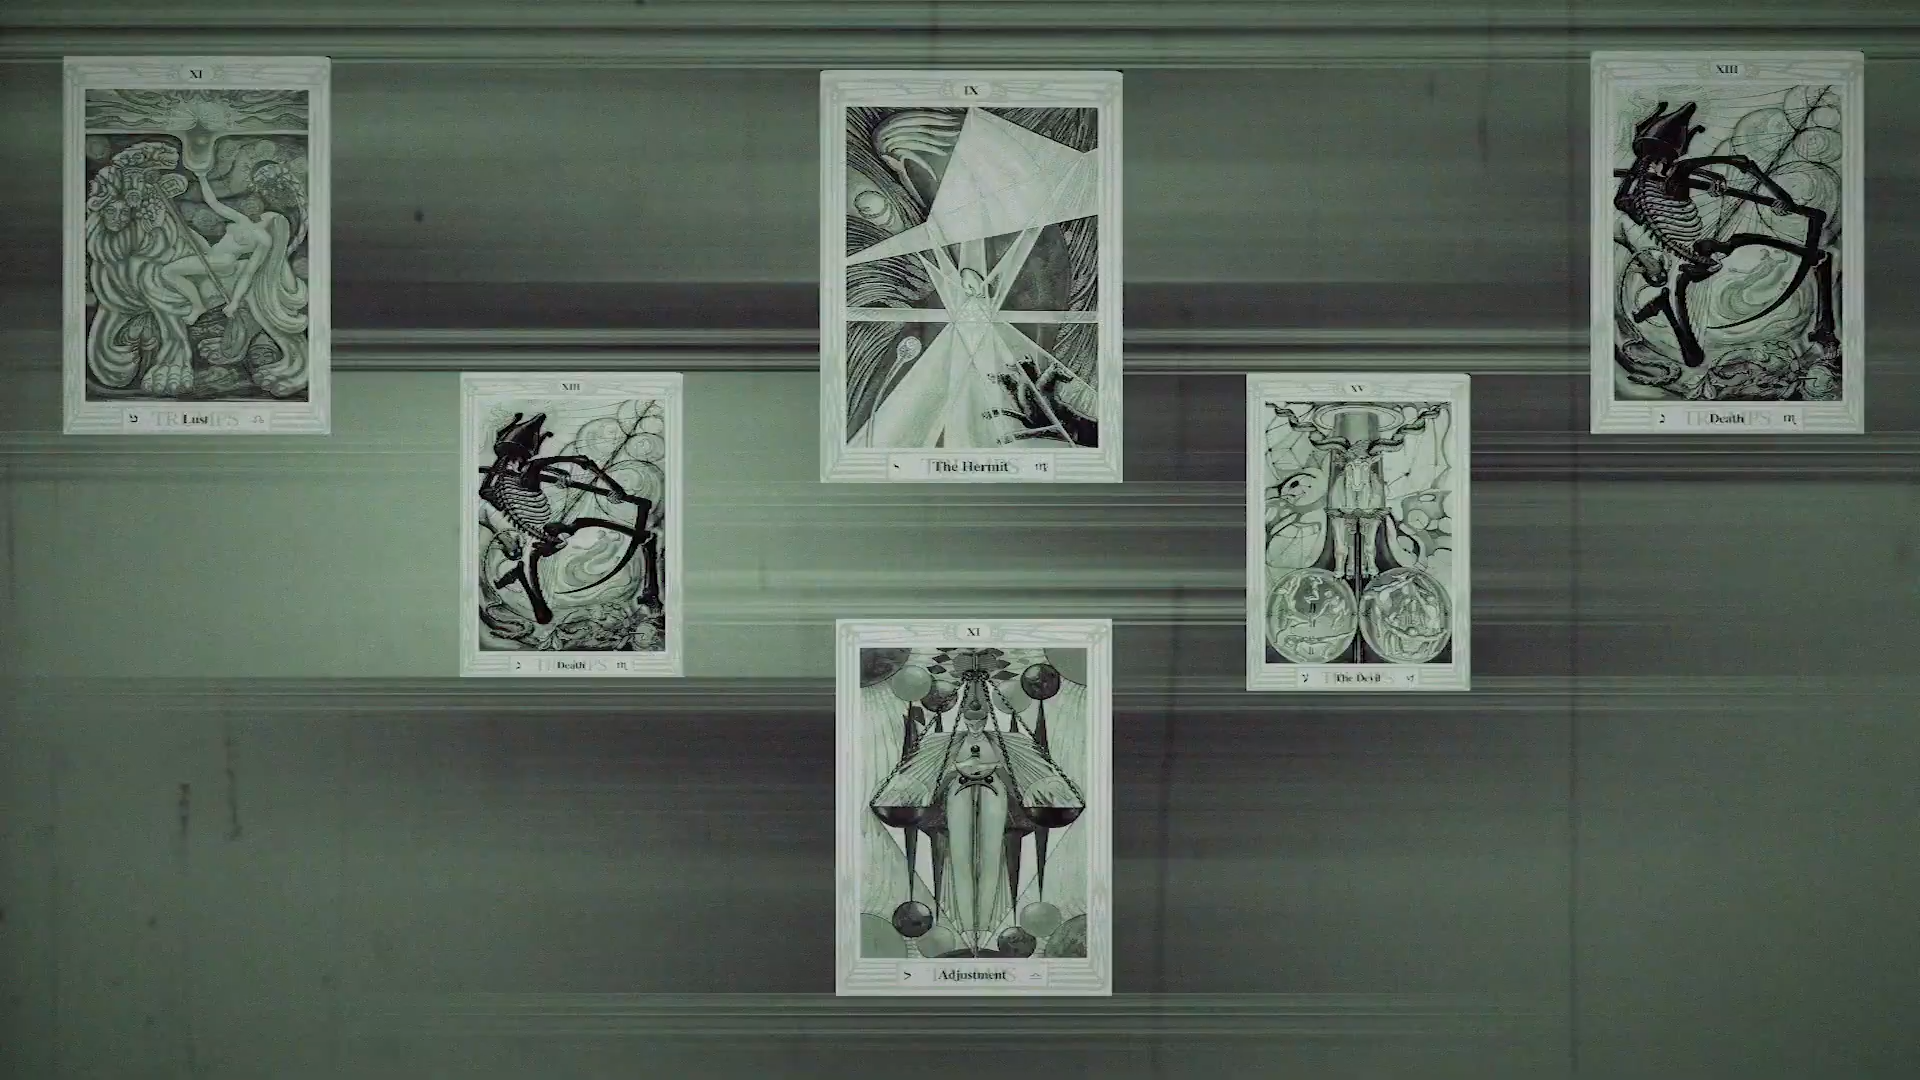 XI
Lust
IX
The Hermit
XIII
Death
XIII
Death
XV
The Devil
XI
Adjustment